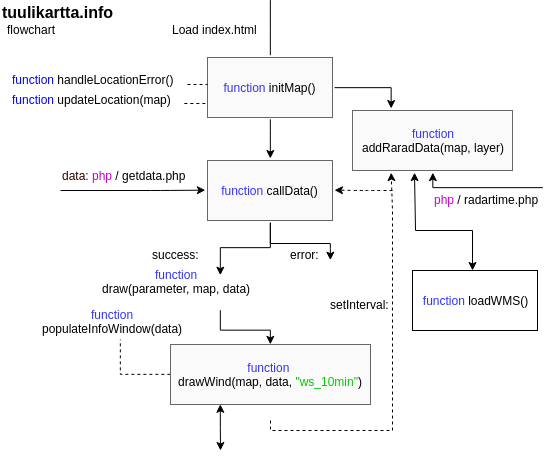 tuulikartta.info
flowchart
Load index.html
function handleLocationError()
function updateLocation(map)
function initMap()
function
addRaradData(map, layer)
data: php / getdata.php
function callData()
php / radartime.php
success:
error:
function
draw(parameter, map, data)
setInterval:
function loadWMS()
function
populateInfoWindow(data)
function
drawWind(map, data, "ws_10min")